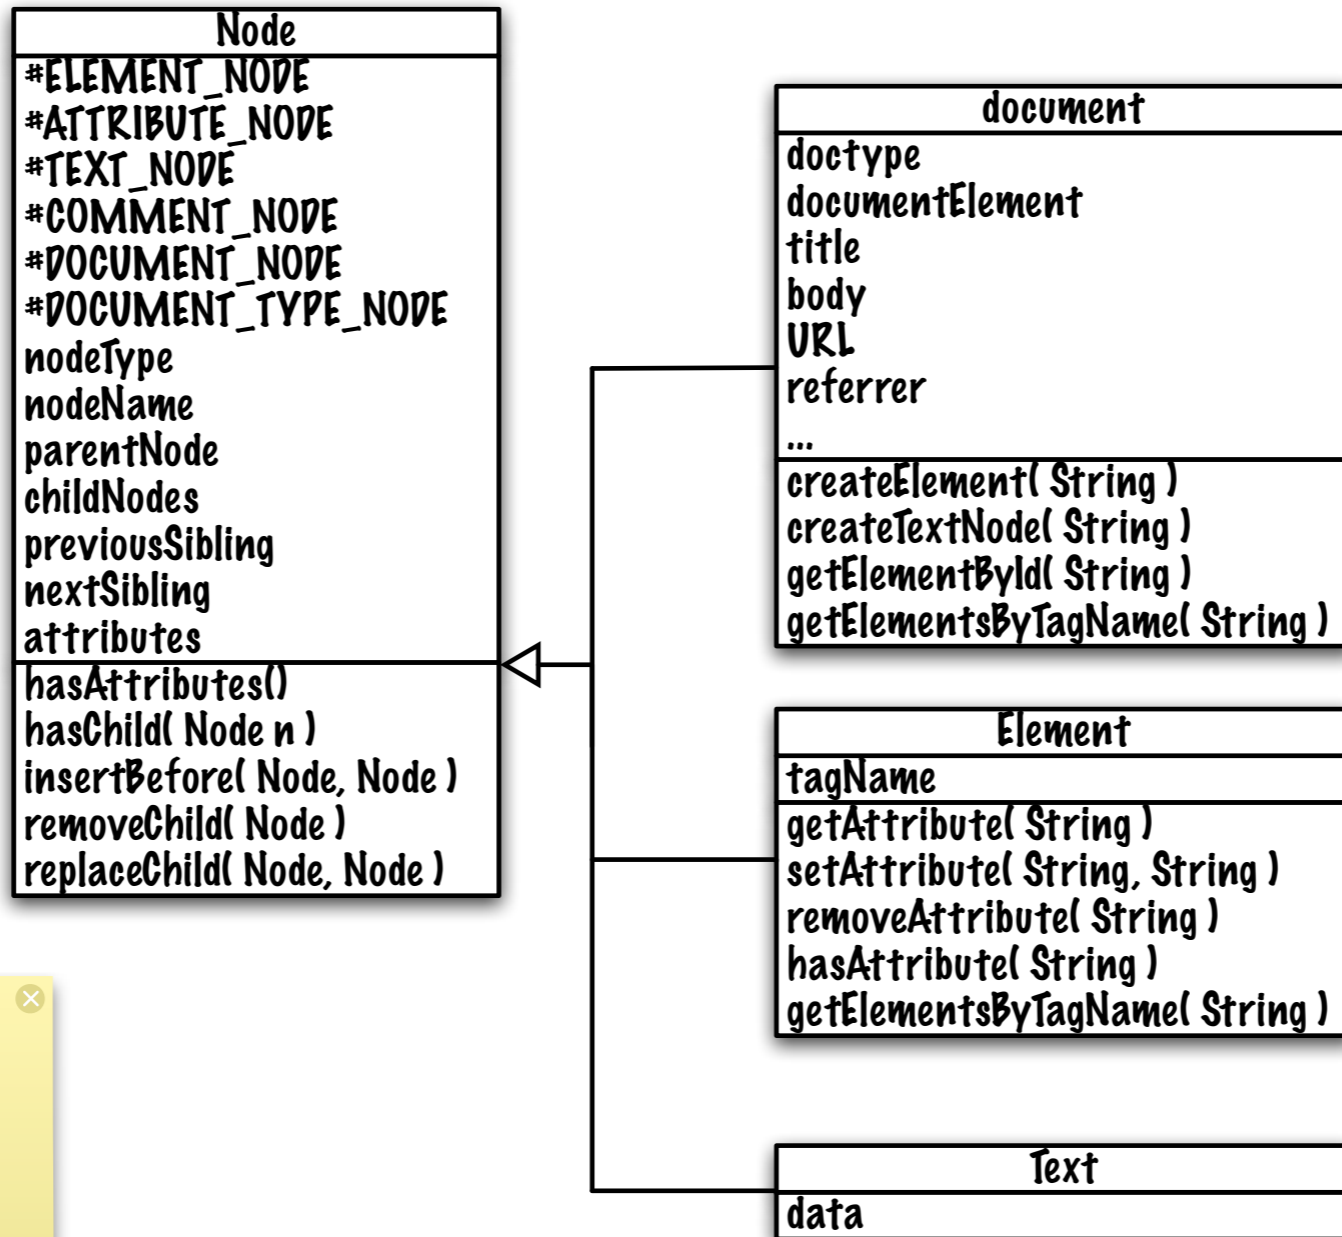 Node
#ELEMENT_NODE
#ATTRIBUTE_NODE
#TEXT_NODE
#COMMENT_NODE
#DOCUMENT_NODE
#DOCUMENT_TYPE_NODE
nodeType
nodeName
parentNode
childNodes
previousSibling
nextSibling
attributes
hasAttributes()
hasChild( Node n )
insertBefore( Node, Node )
removeChild( Node )
replaceChild( Node, Node )
document
doctype
documentElement
title
body
URL
referrer
...
createElement( String )
createTextNode( String )
getElementById( String )
getElementsByTagName( String )
Element
tagName
getAttribute( String )
setAttribute( String, String )
removeAttribute( String )
hasAttribute( String )
getElementsByTagName( String )
Text
data